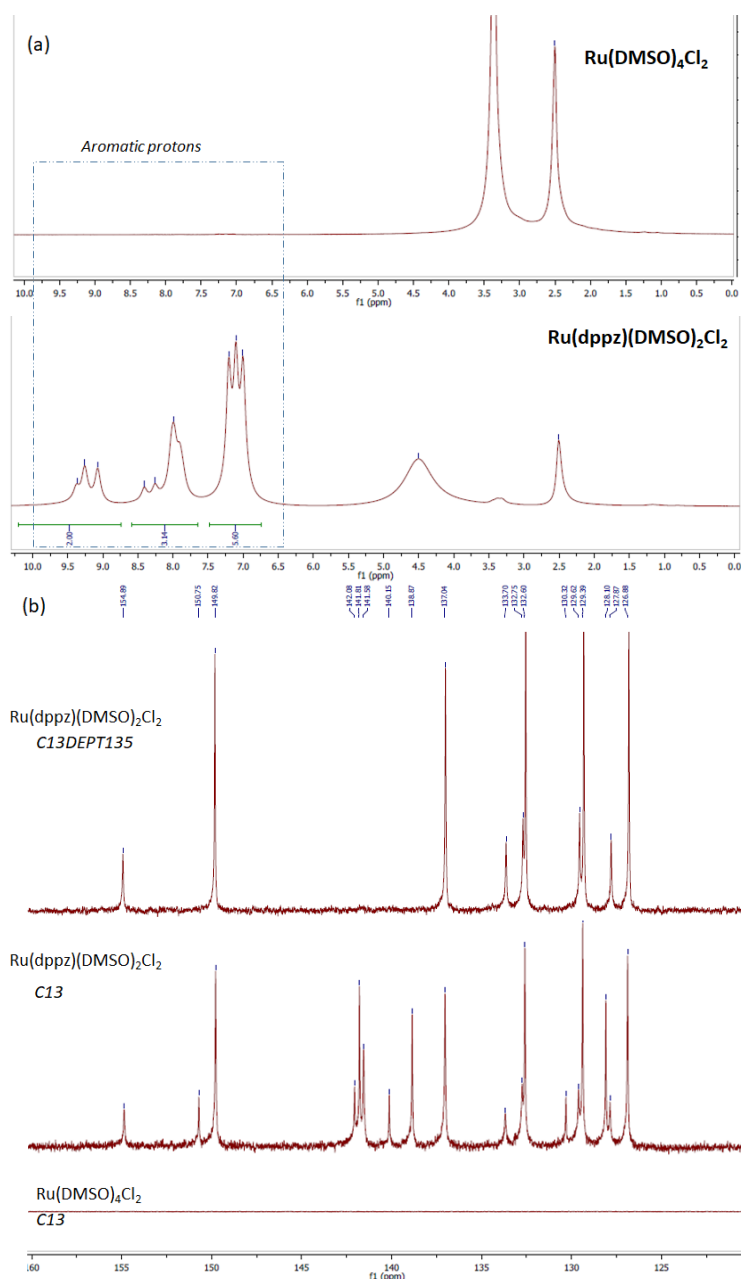 (a)
Ru(DMSO)₄Cl₂
Aromatic protons
10.0 9.5 9.0 8.5 8.0 7.5 7.0 6.5 6.0 5.5 5.0 4.5 4.0 3.5 3.0 2.5 2.0 1.5 1.0 0.5 0.0
f1 (ppm)
Ru(dppz)(DMSO)₂Cl₂
2.00 3.14 5.60
10.0 9.5 9.0 8.5 8.0 7.5 7.0 6.5 6.0 5.5 5.0 4.5 4.0 3.5 3.0 2.5 2.0 1.5 1.0 0.5 0.0
f1 (ppm)
(b)
154.89 150.75 149.82 142.08 141.81 141.58 140.15 138.87 137.04 133.70 132.75 132.60 130.32 129.62 129.39 128.10 127.87 126.88
Ru(dppz)(DMSO)₂Cl₂
C13DEPT135
Ru(dppz)(DMSO)₂Cl₂
C13
Ru(DMSO)₄Cl₂
C13
160 155 150 145 140 135 130 125
f1 (ppm)